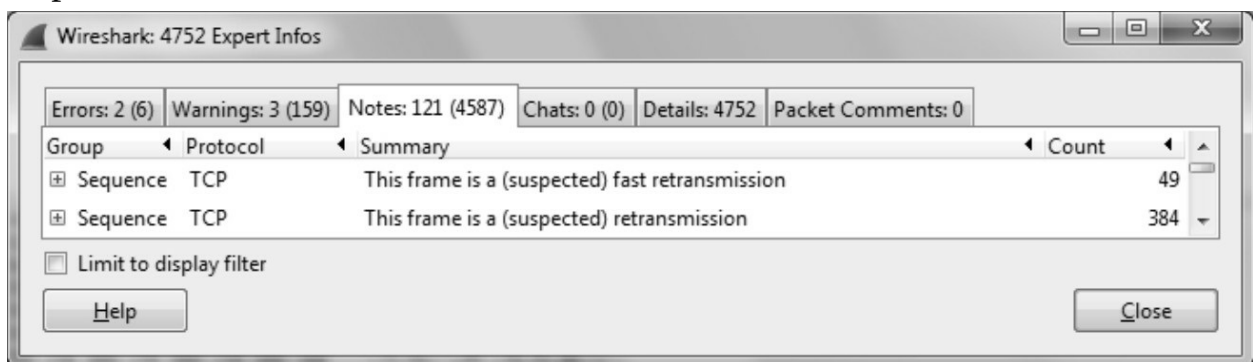 Wireshark: 4752 Expert Infos
Errors: 2 (6) Warnings: 3 (159) Notes: 121 (4587) Chats: 0 (0) Details: 4752 Packet Comments: 0
Group Protocol Summary Count
Sequence TCP This frame is a (suspected) fast retransmission 49
Sequence TCP This frame is a (suspected) retransmission 384
Limit to display filter
Help Close